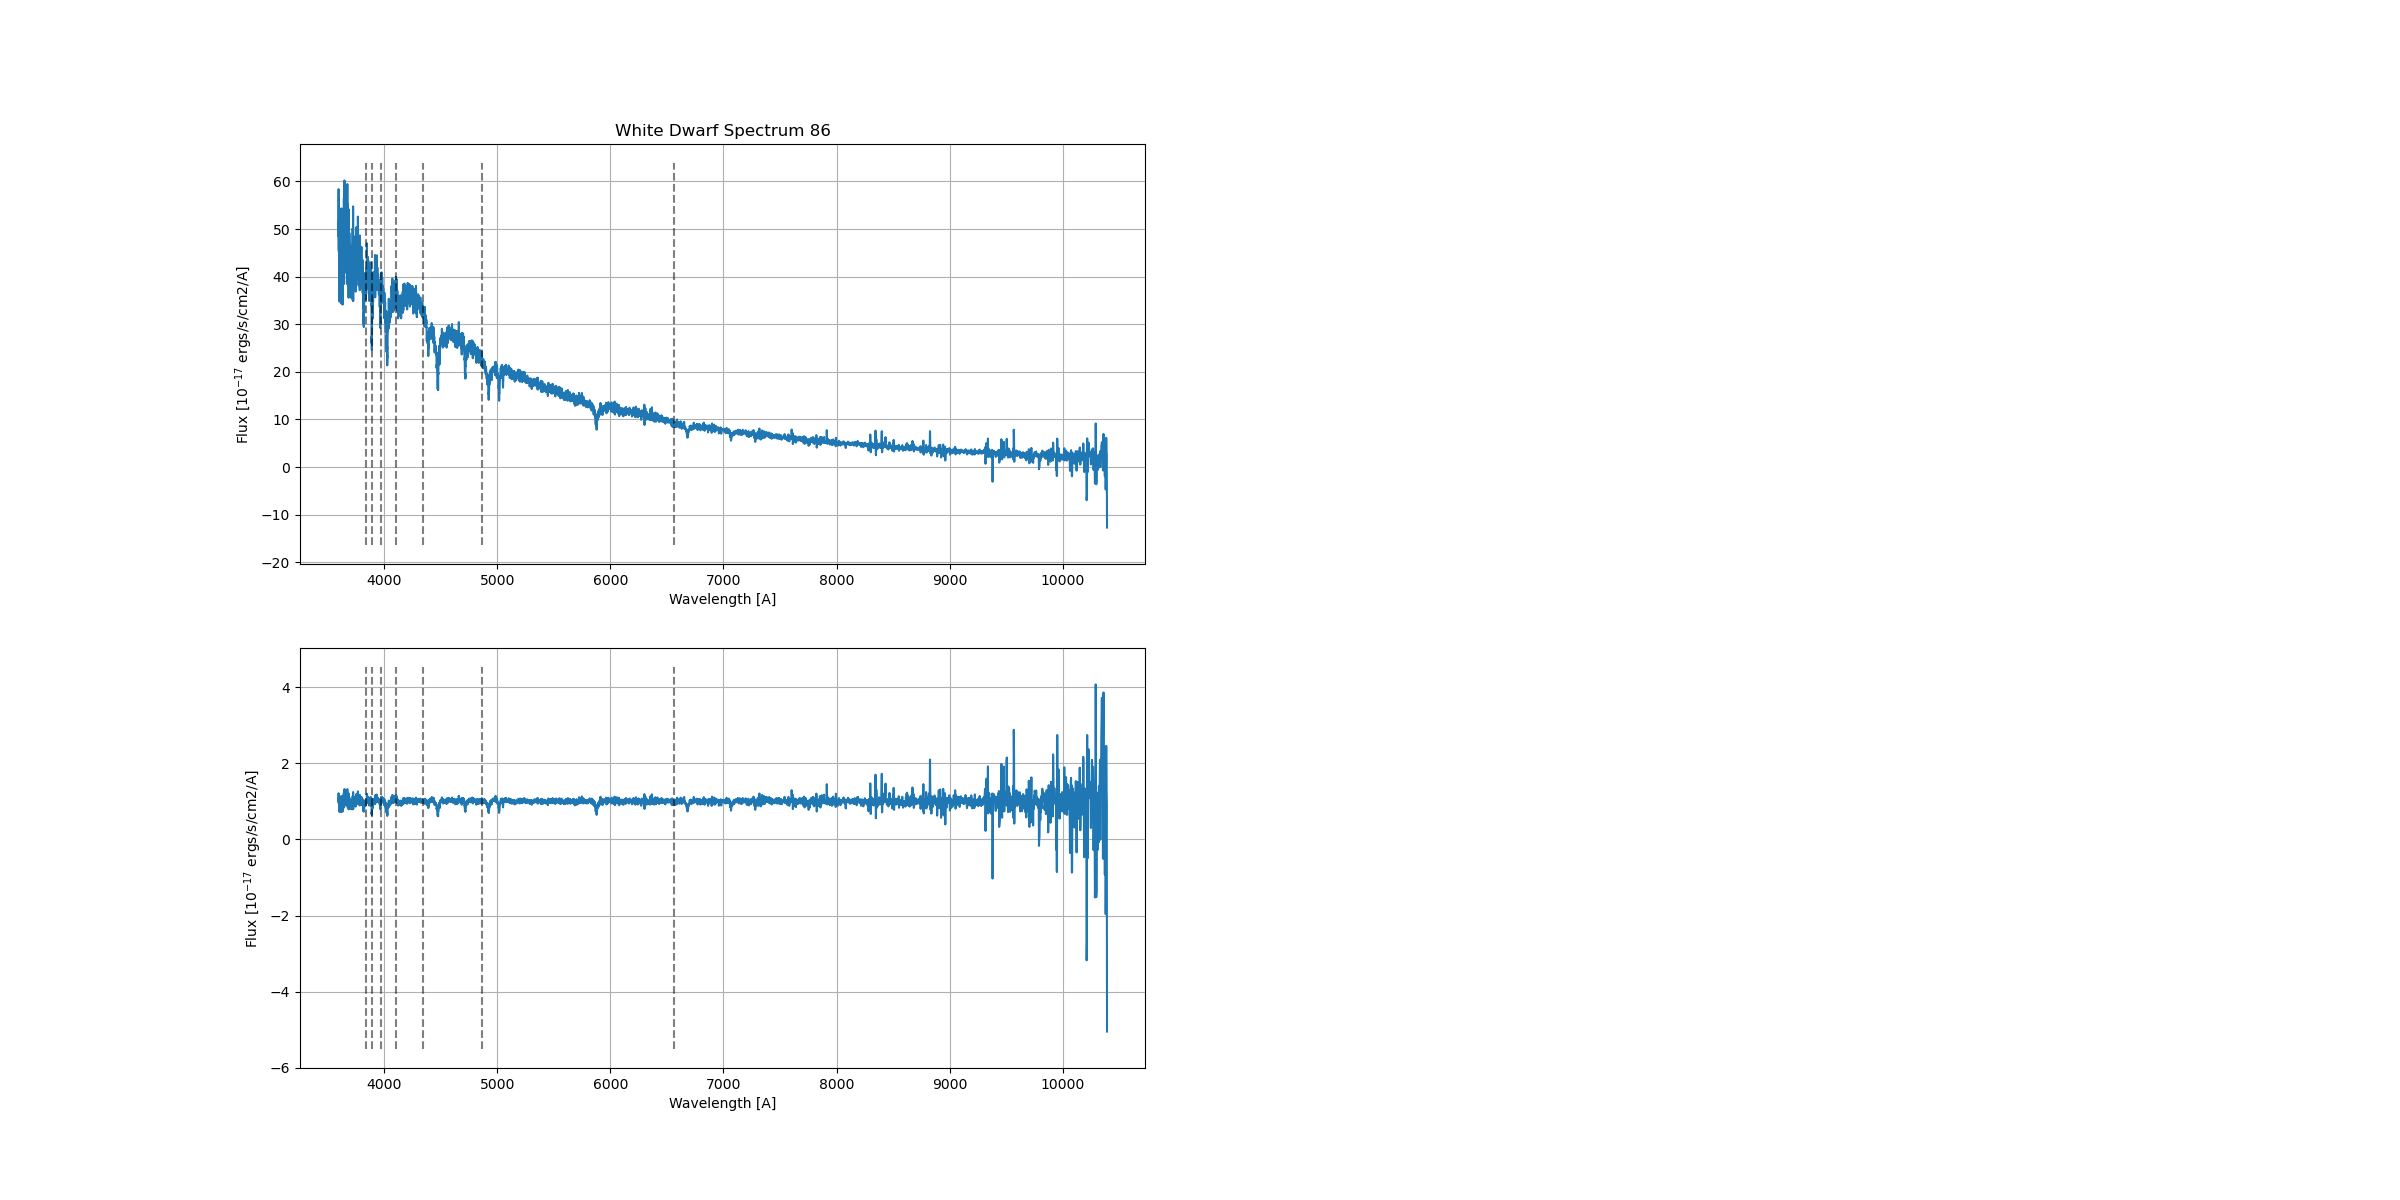 White Dwarf Spectrum 86
60
50
40
30
20
10
0
−10
−20
Flux [10⁻¹⁷ ergs/s/cm2/A]
4000 5000 6000 7000 8000 9000 10000
Wavelength [A]
4
2
0
−2
−4
−6
Flux [10⁻¹⁷ ergs/s/cm2/A]
4000 5000 6000 7000 8000 9000 10000
Wavelength [A]